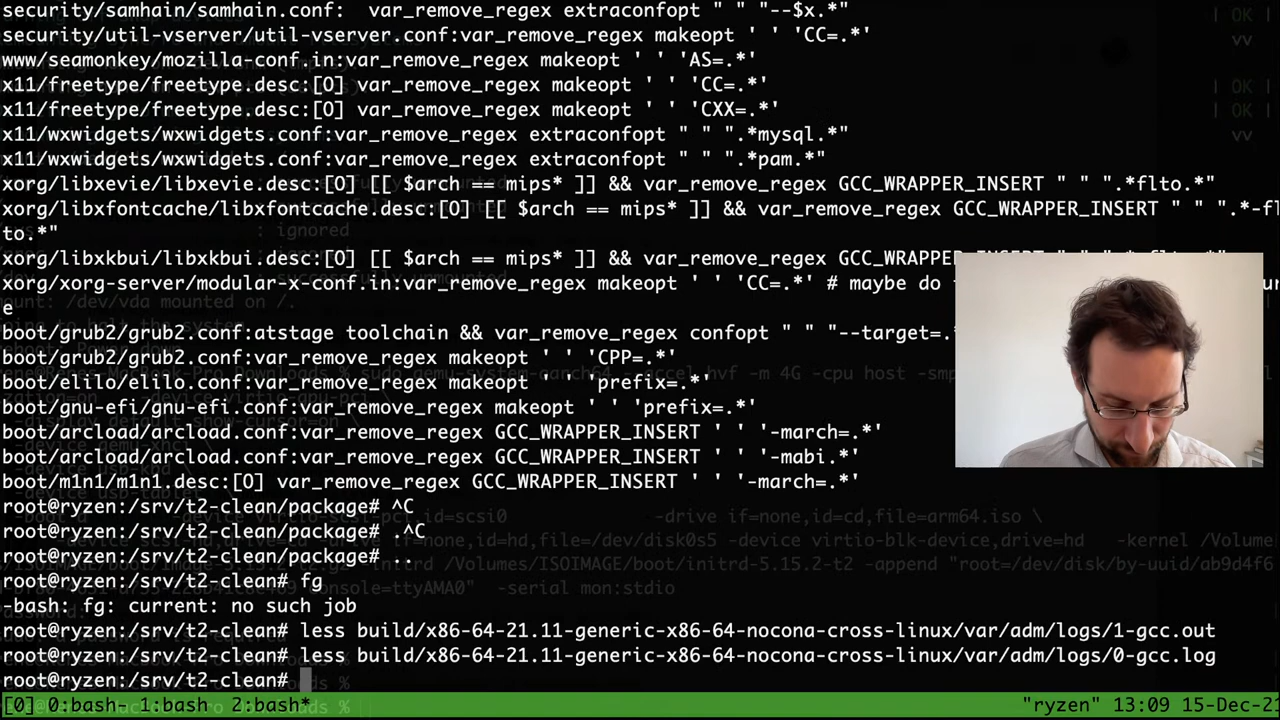 security/samhain/samhain.conf:  var_remove_regex extraconfopt " " "--$x.*"
security/util-vserver/util-vserver.conf:var_remove_regex makeopt ' ' 'CC=.*'
www/seamonkey/mozilla-conf.in:var_remove_regex makeopt ' ' 'AS=.*'
x11/freetype/freetype.desc:[O] var_remove_regex makeopt ' ' 'CC=.*'
x11/freetype/freetype.desc:[O] var_remove_regex makeopt ' ' 'CXX=.*'
x11/wxwidgets/wxwidgets.conf:var_remove_regex extraconfopt " " ".*mysql.*"
x11/wxwidgets/wxwidgets.conf:var_remove_regex extraconfopt " " ".*pam.*"
xorg/libxevie/libxevie.desc:[O] [[ $arch == mips* ]] && var_remove_regex GCC_WRAPPER_INSERT " " ".*flto.*"
xorg/libxfontcache/libxfontcache.desc:[O] [[ $arch == mips* ]] && var_remove_regex GCC_WRAPPER_INSERT " " ".*-fl
to.*"
xorg/libxkbui/libxkbui.desc:[O] [[ $arch == mips* ]] && var_remove_regex GCC_WRAPPER_INSERT " " ".*flto.*"
xorg/xorg-server/modular-x-conf.in:var_remove_regex makeopt ' ' 'CC=.*' # maybe do
e
boot/grub2/grub2.conf:atstage toolchain && var_remove_regex confopt " " "--target=.
boot/grub2/grub2.conf:var_remove_regex makeopt ' ' 'CPP=.*'
boot/elilo/elilo.conf:var_remove_regex makeopt ' ' 'prefix=.*'
boot/gnu-efi/gnu-efi.conf:var_remove_regex makeopt ' ' 'prefix=.*'
boot/arcload/arcload.conf:var_remove_regex GCC_WRAPPER_INSERT ' ' '-march=.*'
boot/arcload/arcload.conf:var_remove_regex GCC_WRAPPER_INSERT ' ' '-mabi.*'
boot/m1n1/m1n1.desc:[O] var_remove_regex GCC_WRAPPER_INSERT ' ' '-march=.*'
root@ryzen:/srv/t2-clean/package# ^C
root@ryzen:/srv/t2-clean/package# .^C
root@ryzen:/srv/t2-clean/package# ..
root@ryzen:/srv/t2-clean# fg
-bash: fg: current: no such job
root@ryzen:/srv/t2-clean# less build/x86-64-21.11-generic-x86-64-nocona-cross-linux/var/adm/logs/1-gcc.out
root@ryzen:/srv/t2-clean# less build/x86-64-21.11-generic-x86-64-nocona-cross-linux/var/adm/logs/0-gcc.log
root@ryzen:/srv/t2-clean#
[0] 0:bash- 1:bash  2:bash* "ryzen" 13:09 15-Dec-21